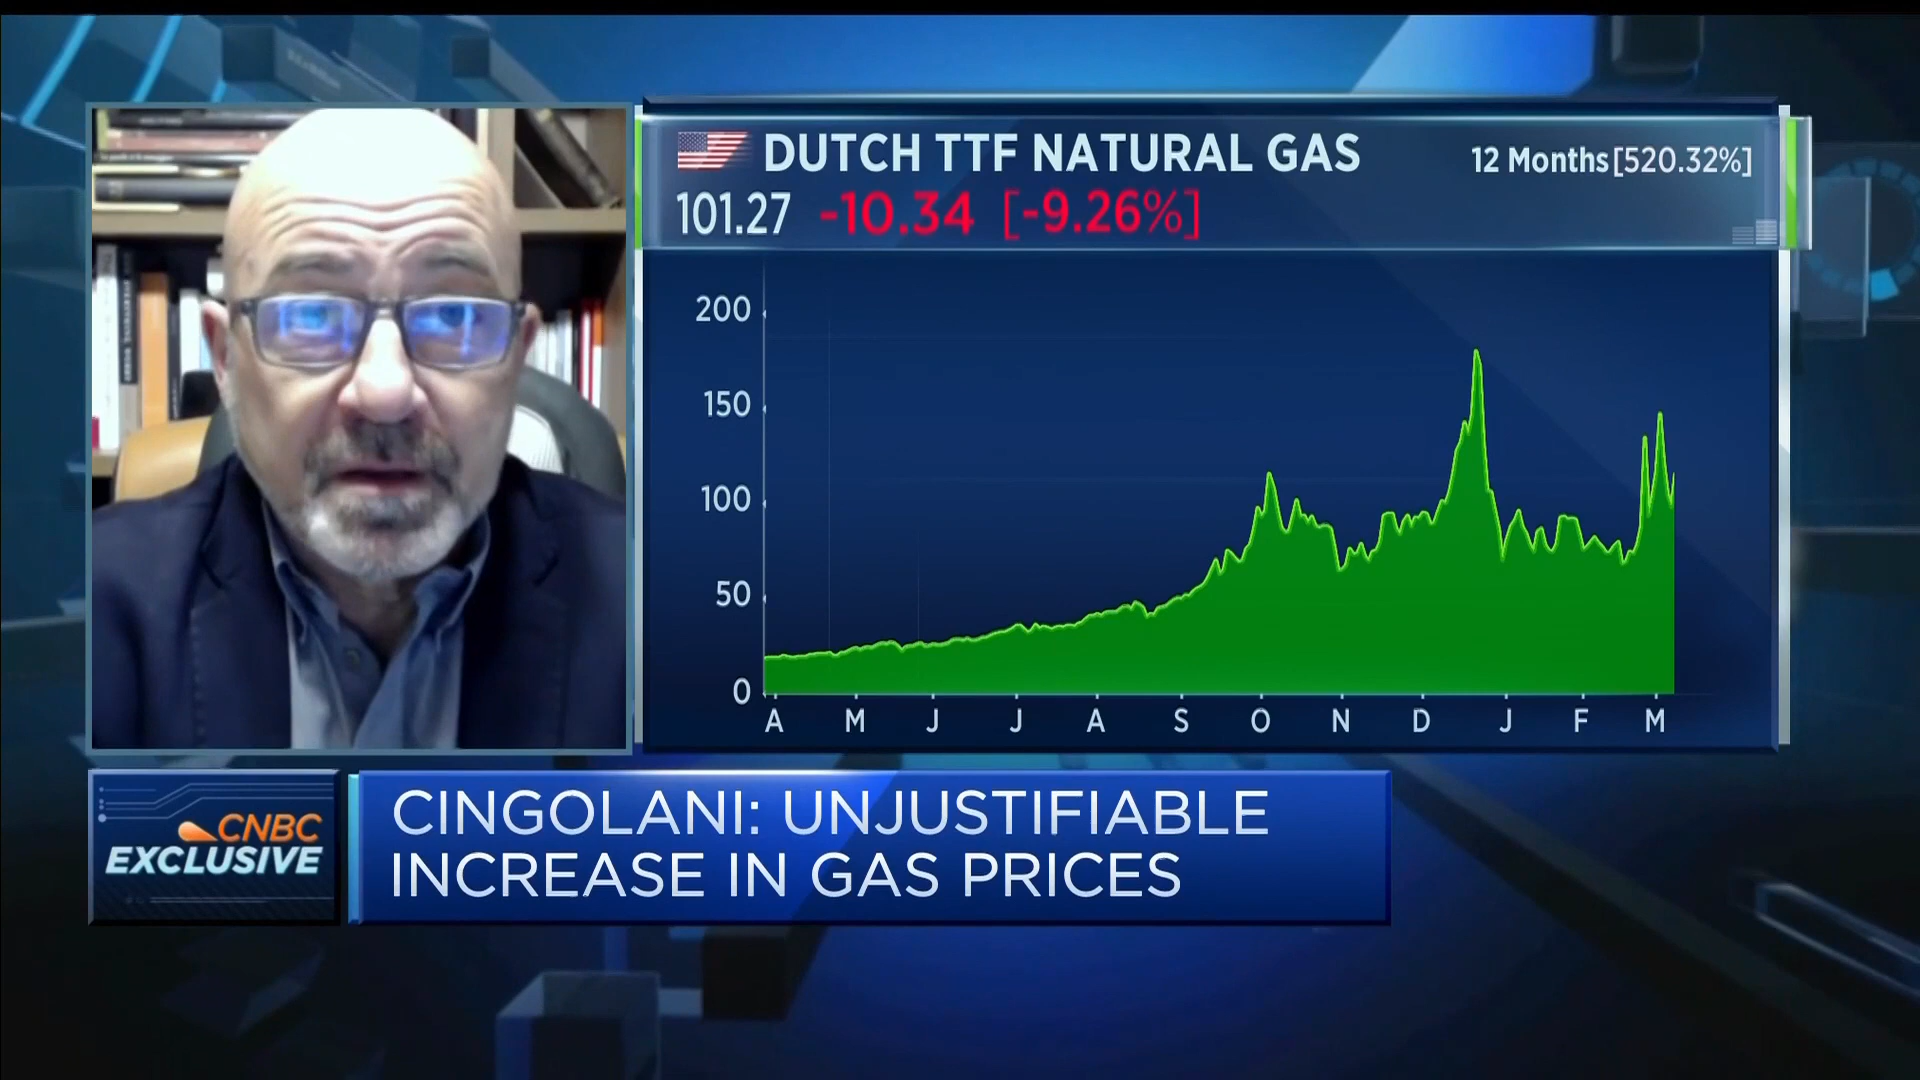 DUTCH TTF NATURAL GAS
12 Months [520.32%]
101.27 -10.34 [-9.26%]
200
150
100
50
0
A M J J A S O N D J F M
CNBC
EXCLUSIVE
CINGOLANI: UNJUSTIFIABLE
INCREASE IN GAS PRICES